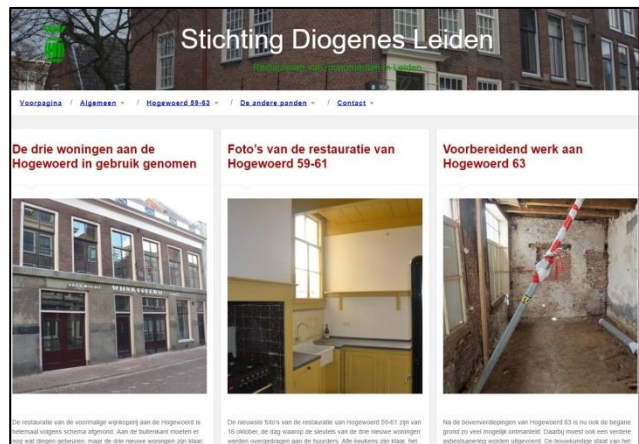 Stichting Diogenes Leiden
Restaureren van monumenten in Leiden
Voorpagina / Algemeen / Hogewoerd 59-63 / De andere panden / Contact
De drie woningen aan de
Hogewoerd in gebruik genomen
Foto's van de restauratie van
Hogewoerd 59-61
Voorbereidend werk aan
Hogewoerd 63
WIJNKOOPERIJ
De restauratie van de voormalige wijnkoperij aan de Hogewoerd is
helemaal volgens schema afgerond. Aan de buitenkant moeten er
nog wat dingen gebeuren, maar de drie nieuwe woningen zijn klaar.
De nieuwste foto's van de restauratie van Hogewoerd 59-61 zijn van
16 oktober, de dag waarop de sleutels van de drie nieuwe woningen
werden overgedragen aan de huurders. Alle keukens zijn klaar, het
Na de bovenverdiepingen van Hogewoerd 63 is nu ook de begane
grond zo veel mogelijk ontmanteld. Daarbij moest ook een verdere
asbestsanering worden uitgevoerd. De bouwkundige staat van het